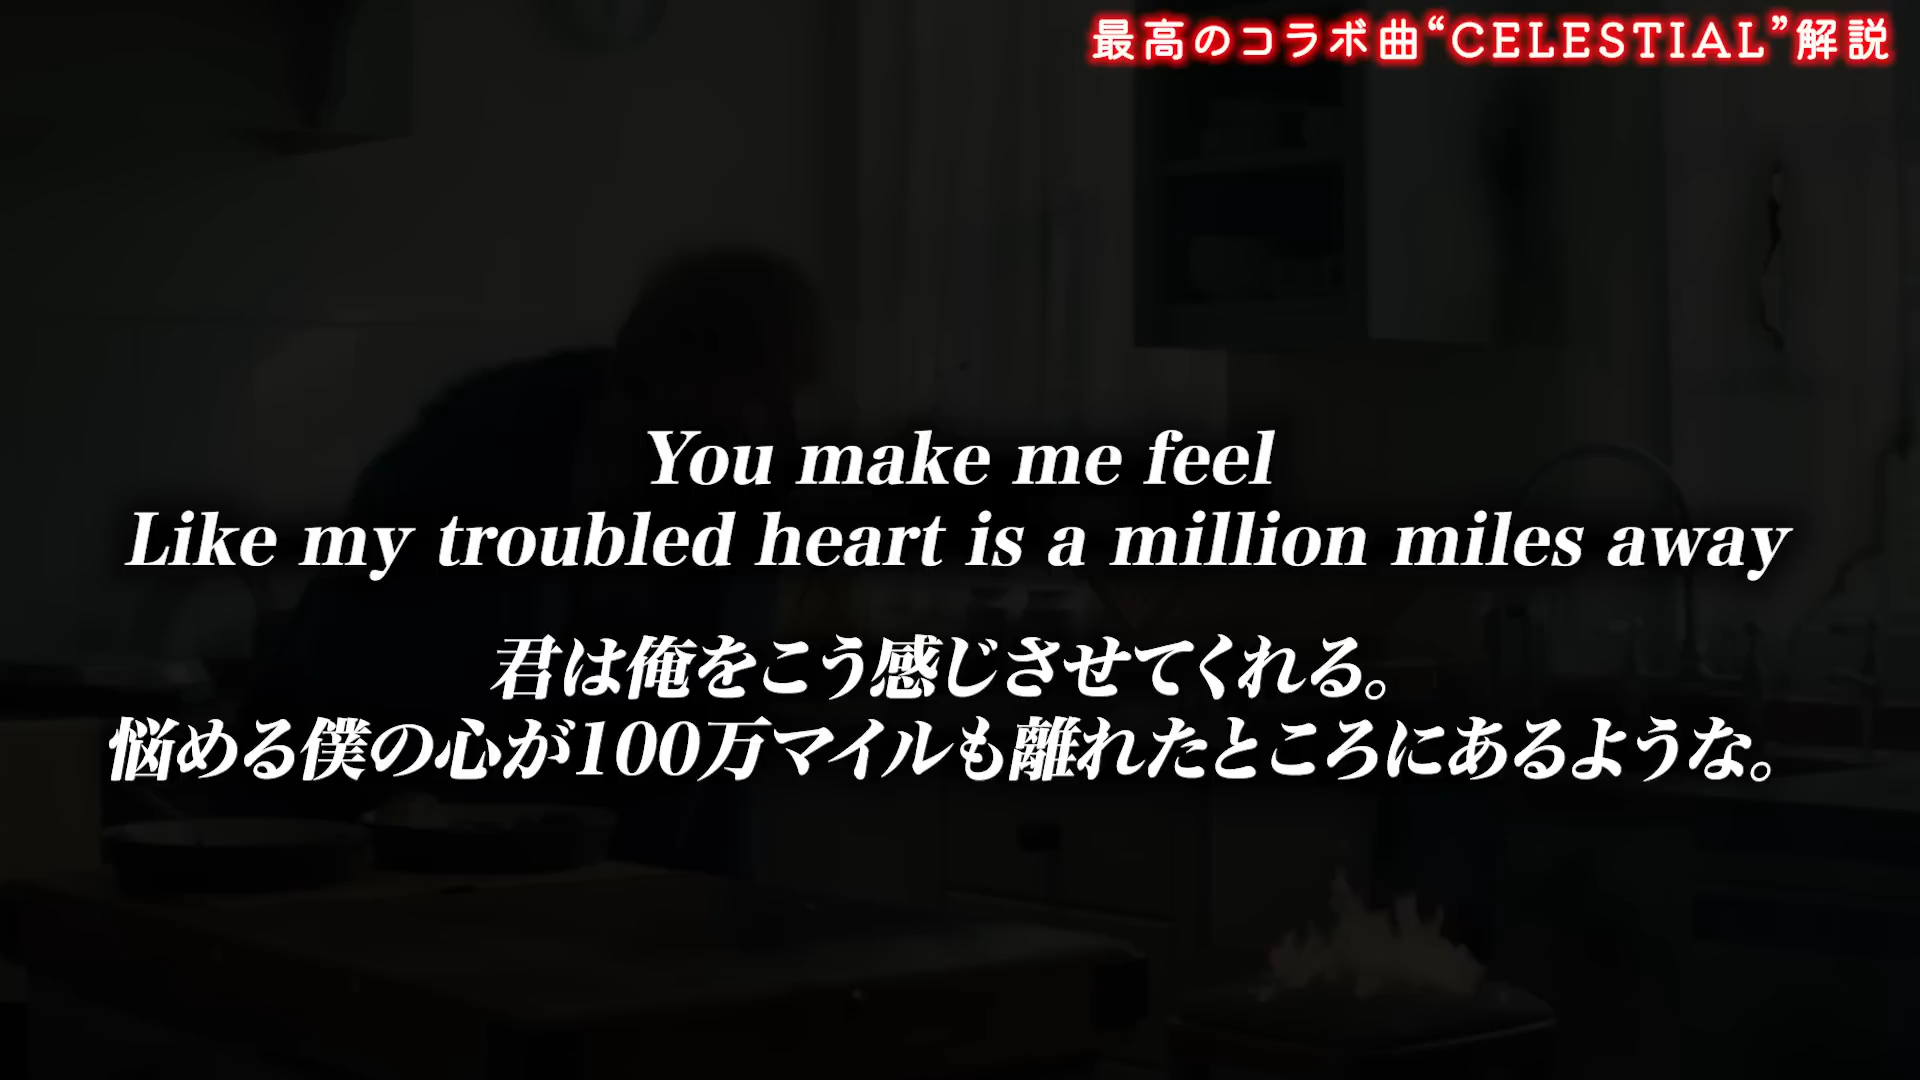 最高のコラボ曲“CELESTIAL”解説
You make me feel
Like my troubled heart is a million miles away
君は俺をこう感じさせてくれる。
悩める僕の心が100万マイルも離れたところにあるような。